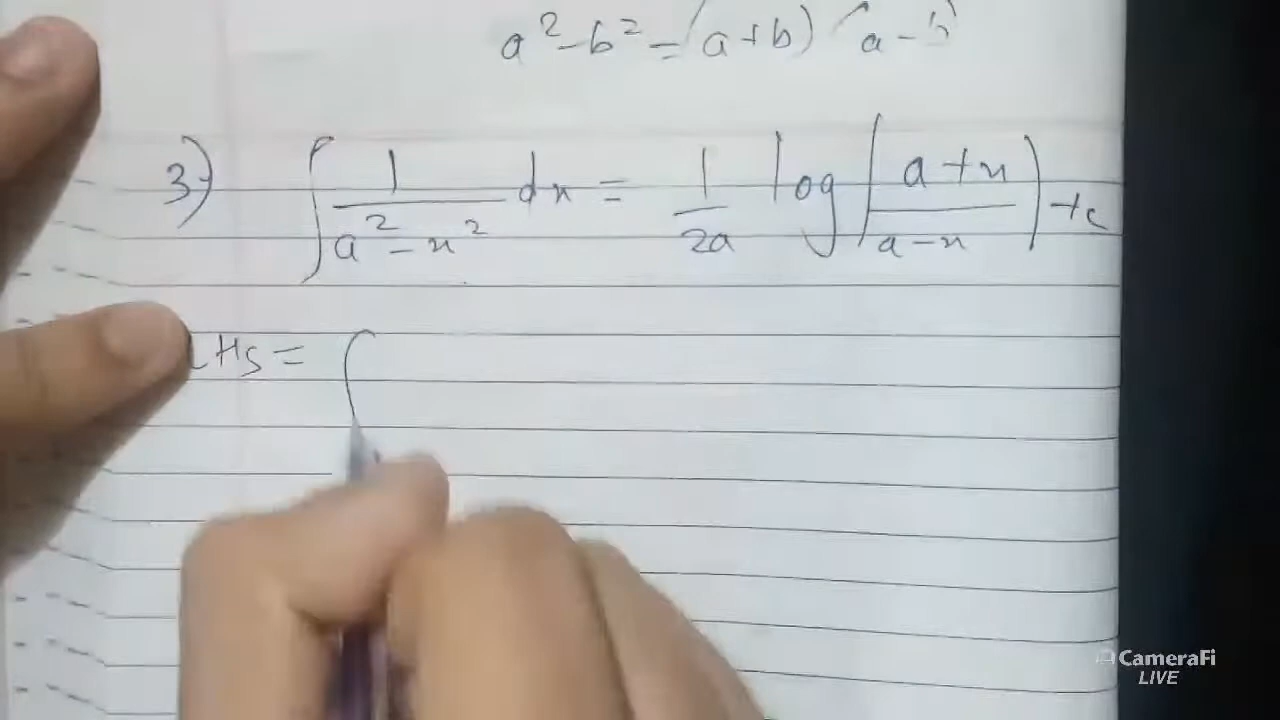 a²-b² = (a+b) (a-b)
3) ∫ 1/(a²-x²) dx = 1/2a log |(a+x)/(a-x)| +c
LHS = ∫
CameraFi
LIVE